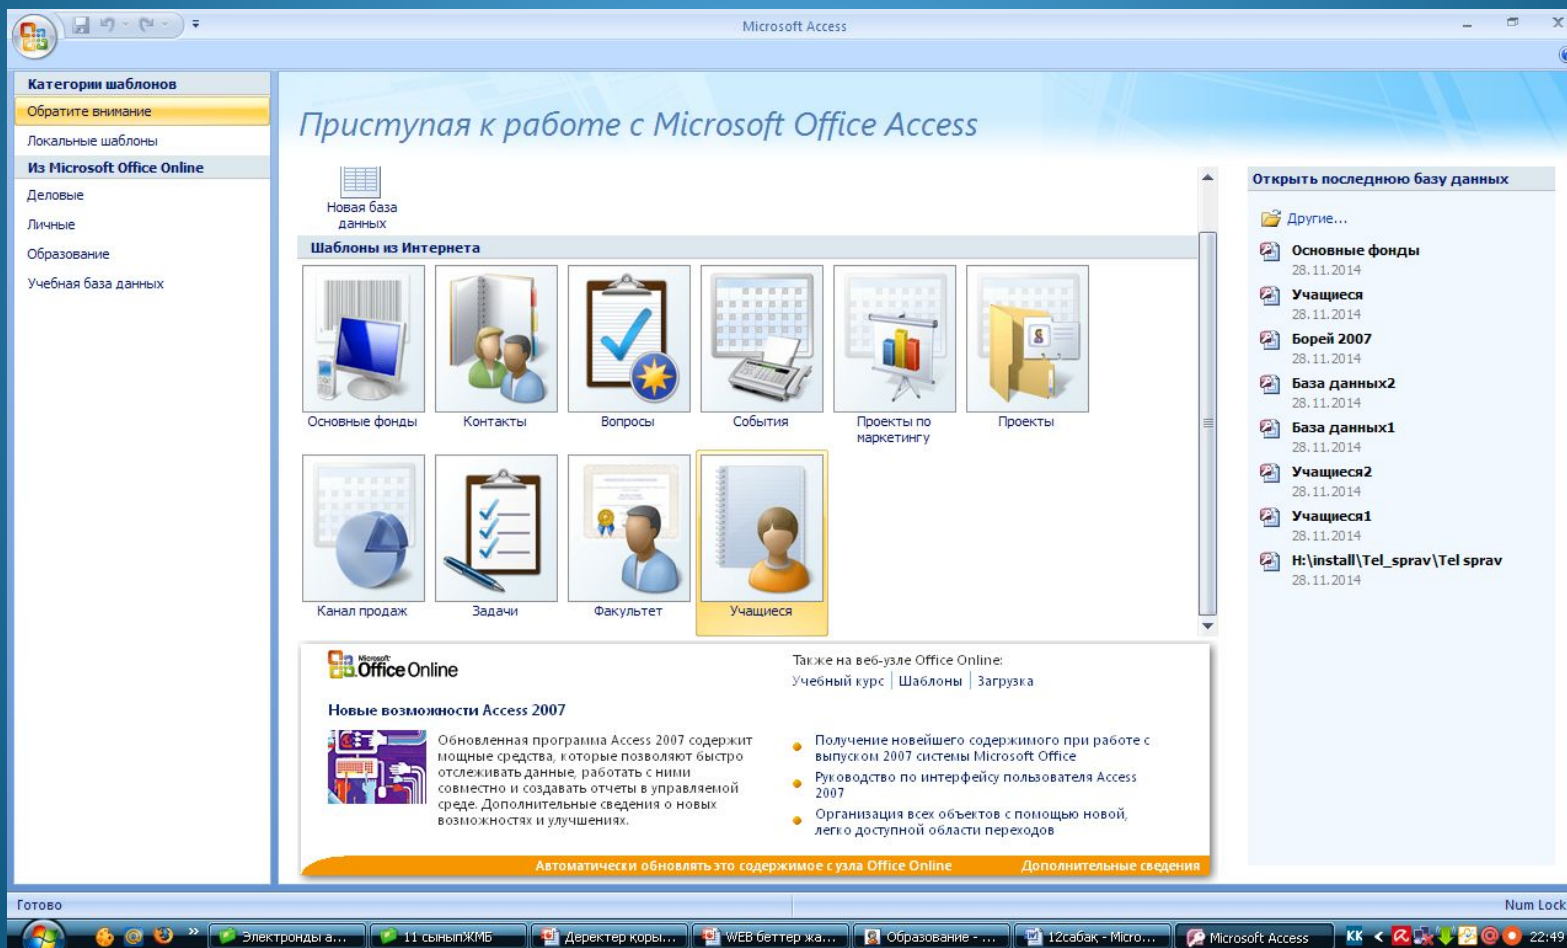 Microsoft Access
Категории шаблонов
Обратите внимание
Локальные шаблоны
Из Microsoft Office Online
Деловые
Личные
Образование
Учебная база данных
Приступая к работе с Microsoft Office Access
Новая база
данных
Шаблоны из Интернета
Основные фонды
Контакты
Вопросы
События
Проекты по
маркетингу
Проекты
Канал продаж
Задачи
Факультет
Учащиеся
Microsoft
Office Online
Также на веб-узле Office Online:
Учебный курс | Шаблоны | Загрузка
Новые возможности Access 2007
Обновленная программа Access 2007 содержит
мощные средства, которые позволяют быстро
отслеживать данные, работать с ними
совместно и создавать отчеты в управляемой
среде. Дополнительные сведения о новых
возможностях и улучшениях.
Получение новейшего содержимого при работе с
выпуском 2007 системы Microsoft Office
Руководство по интерфейсу пользователя Access
2007
Организация всех объектов с помощью новой,
легко доступной области переходов
Автоматически обновлять это содержимое с узла Office Online
Дополнительные сведения
Открыть последнюю базу данных
Другие...
Основные фонды
28.11.2014
Учащиеся
28.11.2014
Борей 2007
28.11.2014
База данных2
28.11.2014
База данных1
28.11.2014
Учащиеся2
28.11.2014
Учащиеся1
28.11.2014
H:\install\Tel_sprav\Tel sprav
28.11.2014
Готово
Num Lock
Электронды а...
11 сыныпЖМБ
Деректер қоры...
WEB беттер жа...
Образование - ...
12сабақ - Micro...
Microsoft Access
KK
22:49